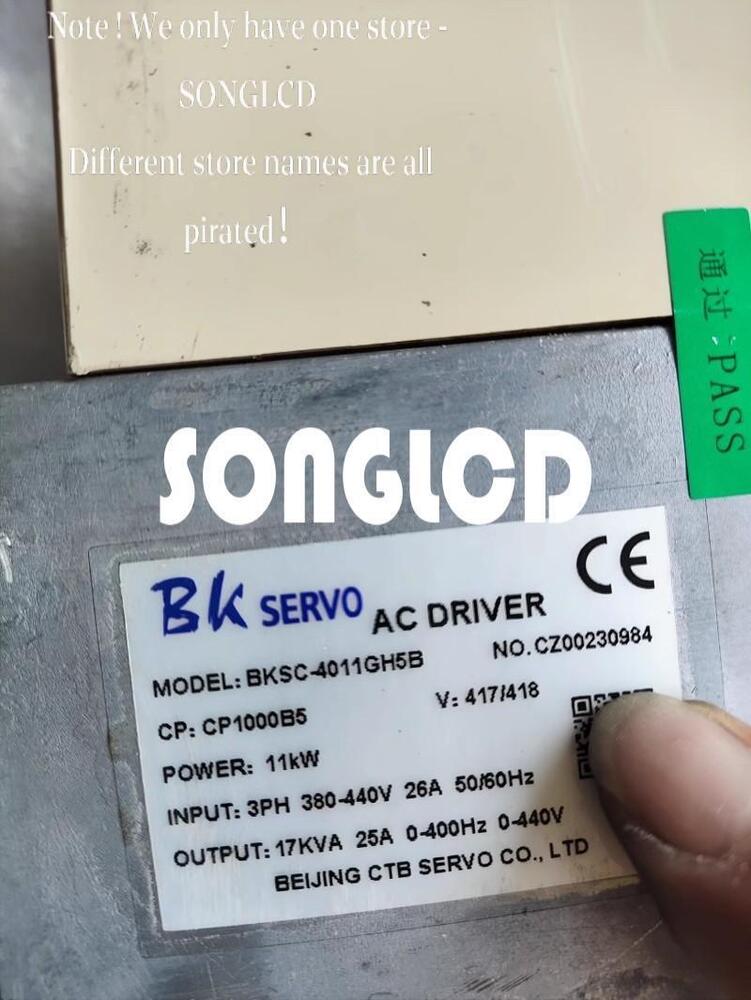 Note ! We only have one store -
SONGLCD
Different store names are all
pirated!
通过 PASS
SONGLCD
CE
BK SERVO AC DRIVER
MODEL: BKSC-4011GH5B NO. CZ00230984
CP: CP1000B5 V: 417/418
POWER: 11kW
INPUT: 3PH 380-440V 26A 50/60Hz
OUTPUT: 17KVA 25A 0-400Hz 0-440V
BEIJING CTB SERVO CO., LTD